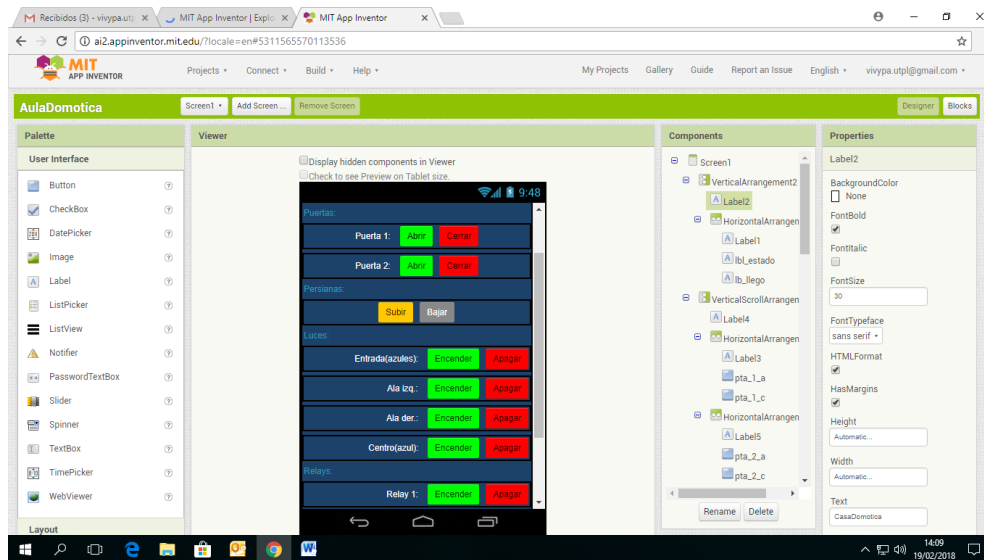 Recibidos (3) - vivypa.utp
MIT App Inventor | Explo
MIT App Inventor
ai2.appinventor.mit.edu/?locale=en#5311565570113536
MIT
APP INVENTOR
Projects
Connect
Build
Help
My Projects
Gallery
Guide
Report an Issue
English
vivypa.utpl@gmail.com
AulaDomotica
Screen1
Add Screen ...
Remove Screen
Designer
Blocks
Palette
User Interface
Button
CheckBox
DatePicker
Image
Label
ListPicker
ListView
Notifier
PasswordTextBox
Slider
Spinner
TextBox
TimePicker
WebViewer
Layout
Viewer
Display hidden components in Viewer
Check to see Preview on Tablet size.
9:48
Puertas:
Puerta 1: Abrir Cerrar
Puerta 2: Abrir Cerrar
Persianas:
Subir Bajar
Luces:
Entrada(azules): Encender Apagar
Ala izq.: Encender Apagar
Ala der.: Encender Apagar
Centro(azul): Encender Apagar
Relays:
Relay 1: Encender Apagar
Components
Screen1
VerticalArrangement2
Label2
HorizontalArrangen
Label1
lbl_estado
lb_llego
VerticalScrollArrangen
Label4
HorizontalArrangen
Label3
pta_1_a
pta_1_c
HorizontalArrangen
Label5
pta_2_a
pta_2_c
Rename
Delete
Properties
Label2
BackgroundColor
None
FontBold
FontItalic
FontSize
30
FontTypeface
sans serif
HTMLFormat
HasMargins
Height
Automatic...
Width
Automatic...
Text
CasaDomotica
14:09
19/02/2018